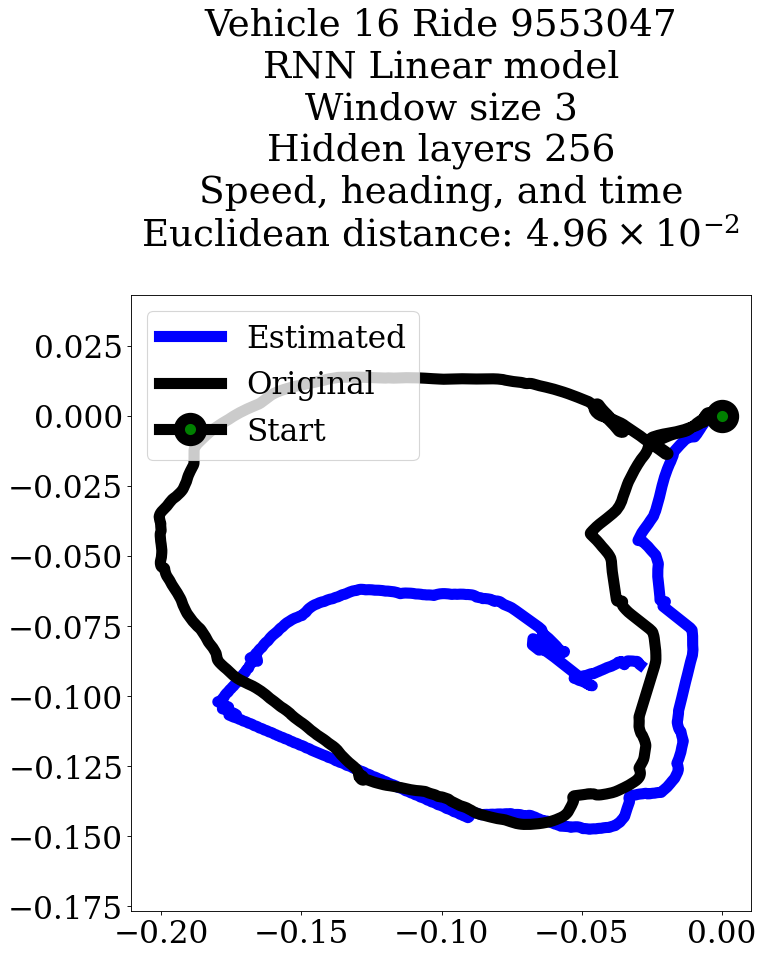 Vehicle 16 Ride 9553047
RNN Linear model
Window size 3
Hidden layers 256
Speed, heading, and time
Euclidean distance: 4.96 × 10⁻²
Estimated
Original
Start
0.025
0.000
−0.025
−0.050
−0.075
−0.100
−0.125
−0.150
−0.175
−0.20 −0.15 −0.10 −0.05 0.00